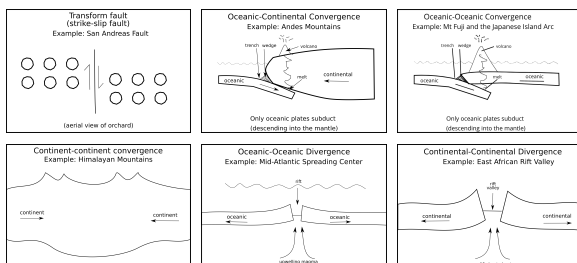 Transform fault
(strike-slip fault)
Example: San Andreas Fault
(aerial view of orchard)
Oceanic-Continental Convergence
Example: Andes Mountains
trench wedge
volcano
oceanic
continental
melt
Only oceanic plates subduct
(descending into the mantle)
Oceanic-Oceanic Convergence
Example: Mt Fuji and the Japanese Island Arc
trench wedge
volcano
oceanic
melt
oceanic
Only oceanic plates subduct
(descending into the mantle)
Continent-continent convergence
Example: Himalayan Mountains
continent
continent
Oceanic-Oceanic Divergence
Example: Mid-Atlantic Spreading Center
rift
oceanic
oceanic
upwelling magma
Continental-Continental Divergence
Example: East African Rift Valley
rift
valley
continental
continental